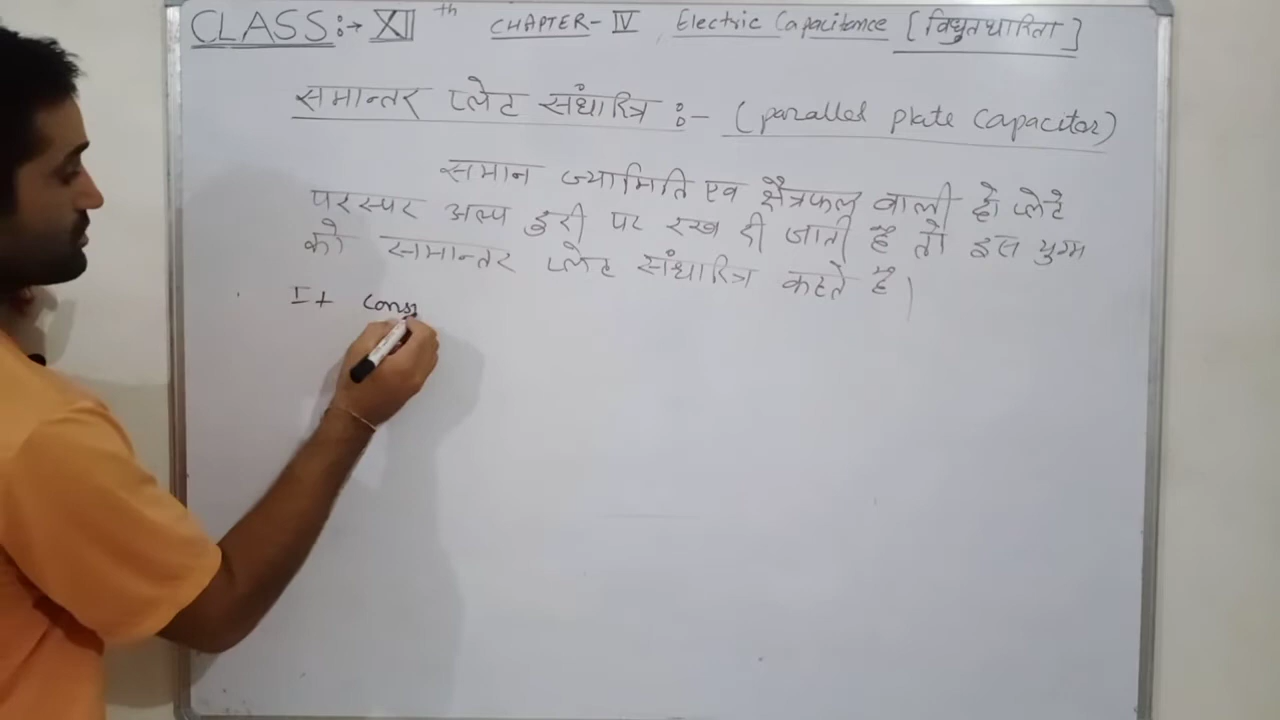 CLASS :→ XII th CHAPTER - IV, Electric Capacitance [विधुतधारिता]
समान्तर प्लेट संधारित्र :- (parallel plate capacitor)
समान ज्यामिति एव क्षैत्रफल वाली दो प्लेटे
परस्पर अल्प दुरी पर रख दी जाती है तो इस युग्म
को समान्तर प्लेट संधारित्र कहते है।
It cons